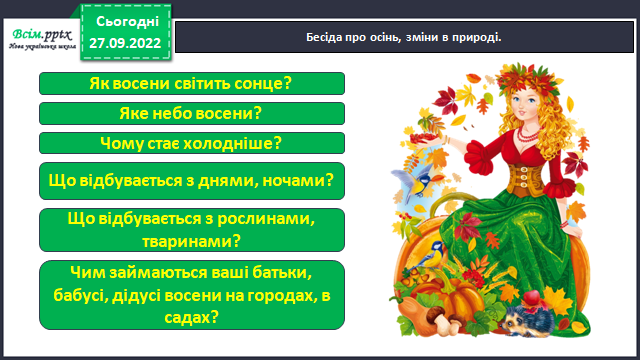 Всім.pptx
Нова українська школа
Сьогодні
27.09.2022
Бесіда про осінь, зміни в природі.
Як восени світить сонце?
Яке небо восени?
Чому стає холодніше?
Що відбувається з днями, ночами?
Що відбувається з рослинами,
тваринами?
Чим займаються ваші батьки,
бабусі, дідусі восени на городах, в
садах?